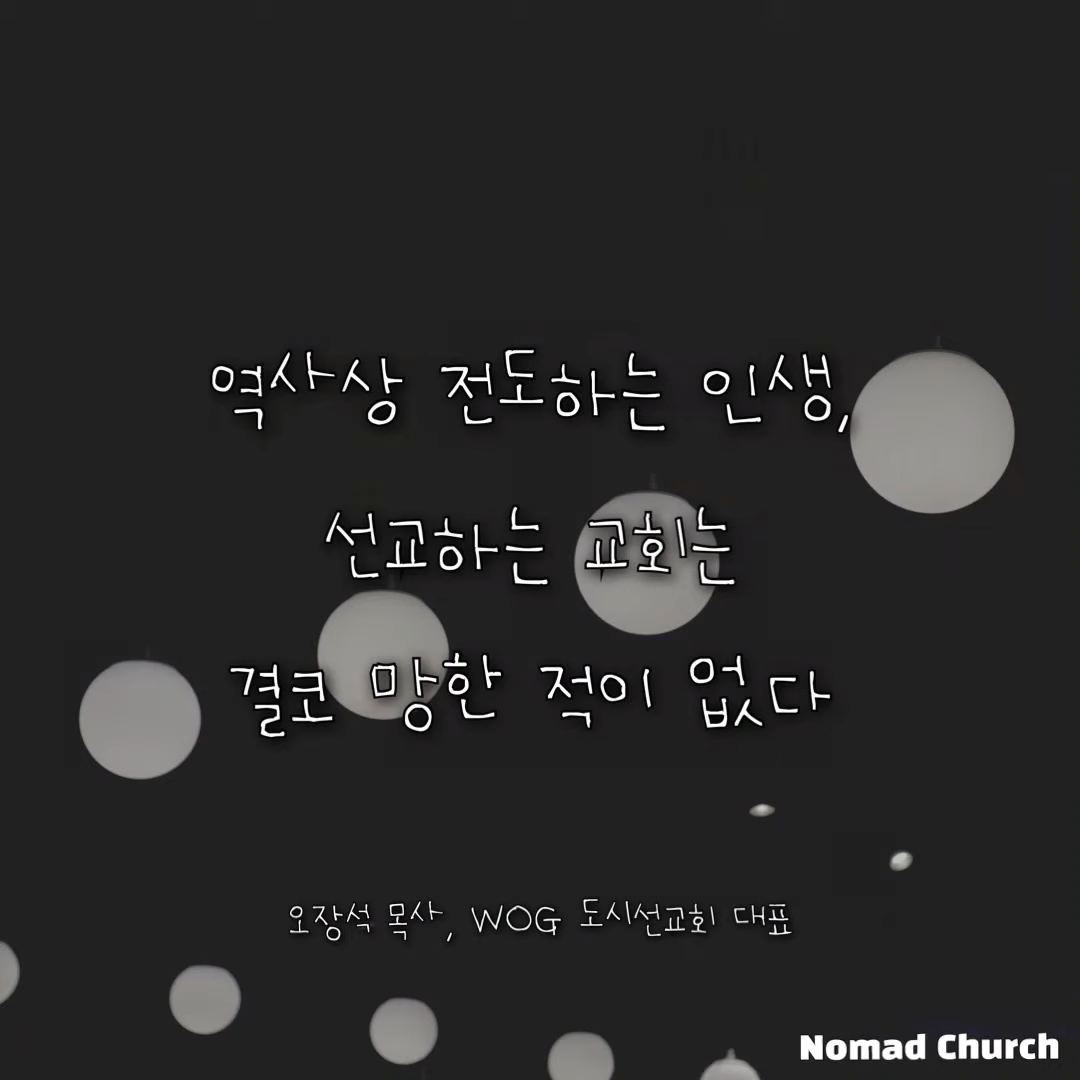 역사상 전도하는 인생,
선교하는 교회는
결코 망한 적이 없다
오장석 목사, WOG 도시선교회 대표
Nomad Church